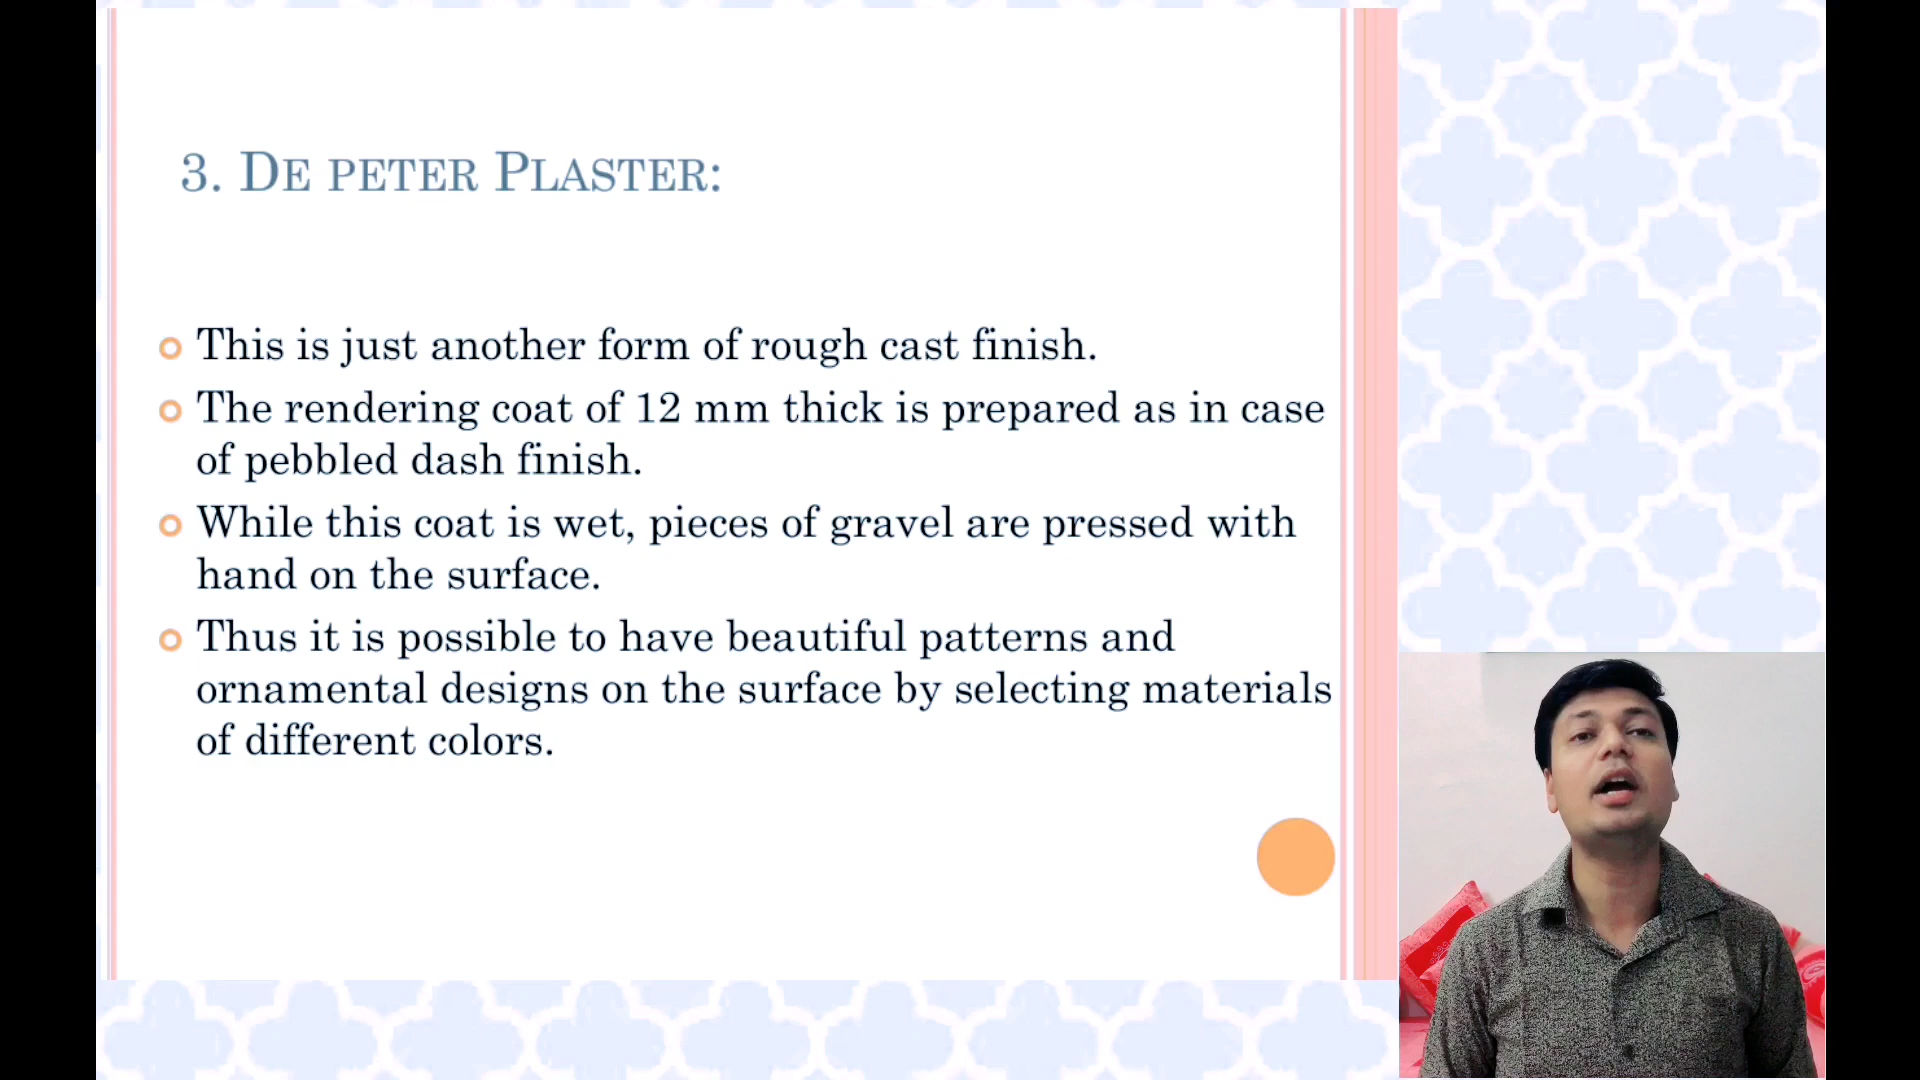 3. DE PETER PLASTER:
This is just another form of rough cast finish.
The rendering coat of 12 mm thick is prepared as in case
of pebbled dash finish.
While this coat is wet, pieces of gravel are pressed with
hand on the surface.
Thus it is possible to have beautiful patterns and
ornamental designs on the surface by selecting materials
of different colors.